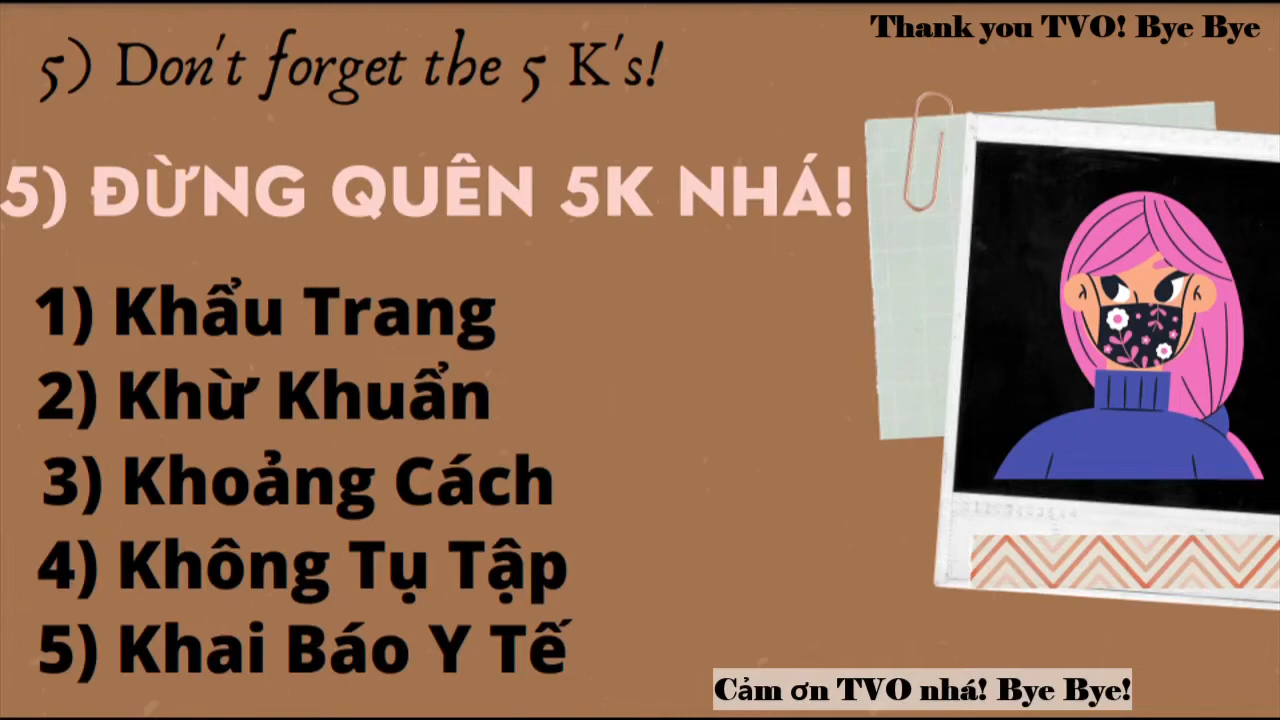 Thank you TVO! Bye Bye
5) Don't forget the 5 K's!
5) ĐỪNG QUÊN 5K NHÁ!
1) Khẩu Trang
2) Khừ Khuẩn
3) Khoảng Cách
4) Không Tụ Tập
5) Khai Báo Y Tế
Cảm ơn TVO nhá! Bye Bye!